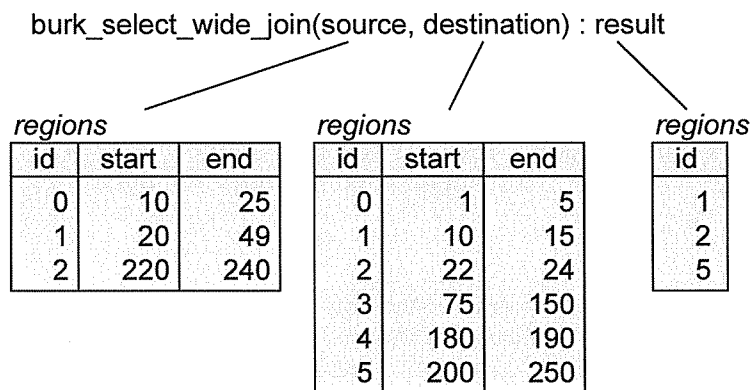 burk_select_wide_join(source, destination) : result
regions regions regions
id start end id start end id
0 10 25 0 1 5 1
1 20 49 1 10 15 2
2 220 240 2 22 24 5
3 75 150
4 180 190
5 200 250